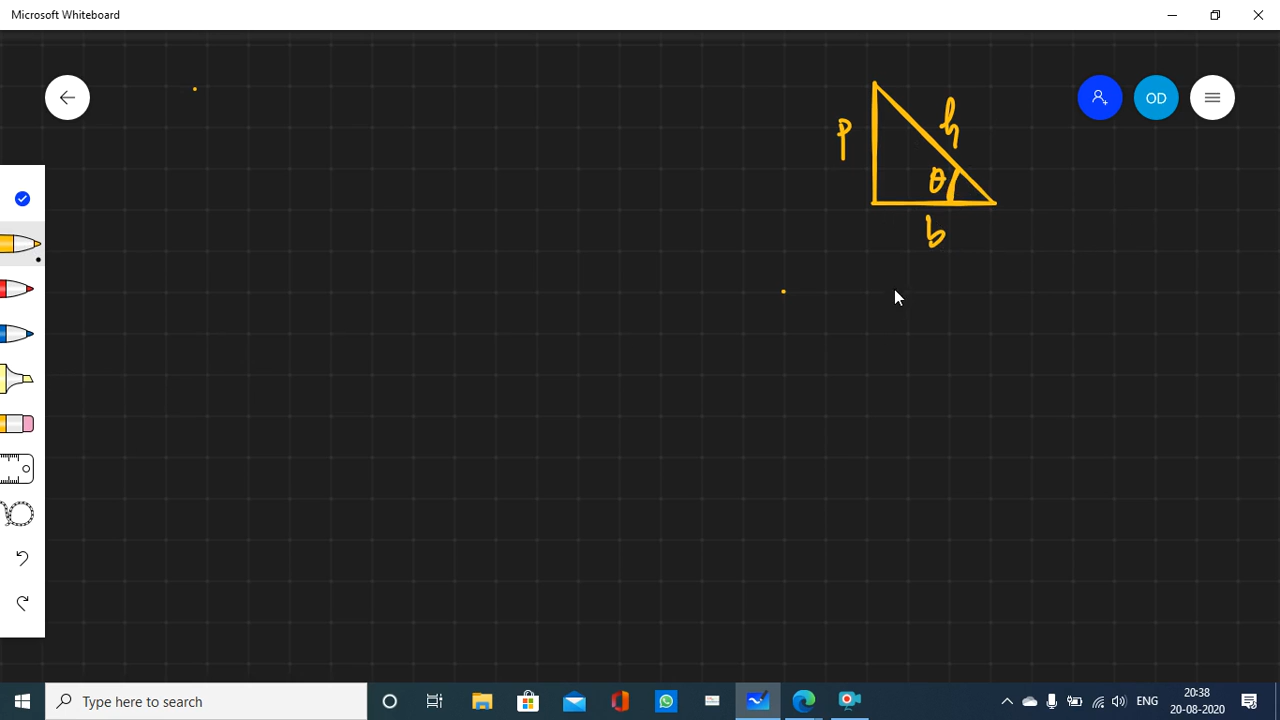 Microsoft Whiteboard
OD
p
h
θ
b
Type here to search
ENG
20:38
20-08-2020